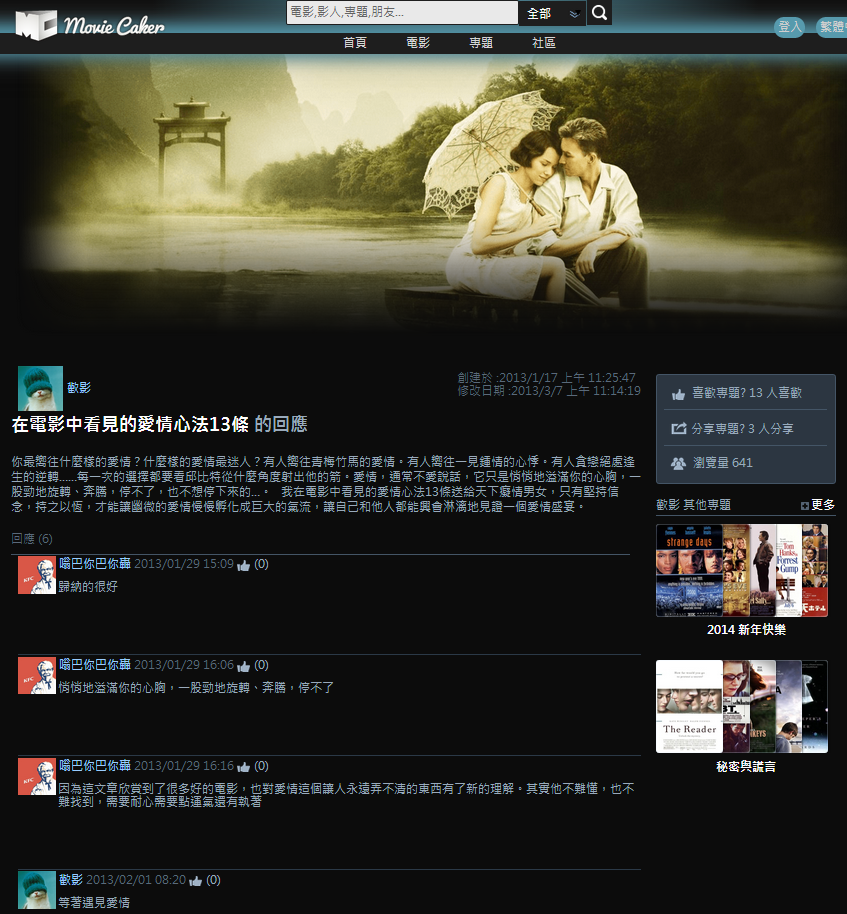 Movie Caker
電影,影人,專題,朋友...
全部
登入
繁體中
首頁 電影 專題 社區
歡影
創建於 :2013/1/17 上午 11:25:47
修改日期 :2013/3/7 上午 11:14:19
在電影中看見的愛情心法13條 的回應
你最嚮往什麼樣的愛情？什麼樣的愛情最迷人？有人嚮往青梅竹馬的愛情。有人嚮往一見鍾情的心悸。有人貪戀絕處逢
生的逆轉……每一次的選擇都要看邱比特從什麼角度射出他的箭。愛情，通常不愛說話，它只是悄悄地溢滿你的心胸，一
股勁地旋轉、奔騰，停不了，也不想停下來的...。 我在電影中看見的愛情心法13條送給天下癡情男女，只有堅持信
念，持之以恆，才能讓幽微的愛情慢慢孵化成巨大的氣流，讓自己和他人都能興會淋漓地見證一個愛情盛宴。
回應 (6)
嗡巴你巴你轟 2013/01/29 15:09 (0)
歸納的很好
嗡巴你巴你轟 2013/01/29 16:06 (0)
悄悄地溢滿你的心胸，一股勁地旋轉、奔騰，停不了
嗡巴你巴你轟 2013/01/29 16:16 (0)
因為這文章欣賞到了很多好的電影，也對愛情這個讓人永遠弄不清的東西有了新的理解。其實他不難懂，也不
難找到，需要耐心需要點運氣還有執著
歡影 2013/02/01 08:20 (0)
等著遇見愛情
喜歡專題? 13 人喜歡
分享專題? 3 人分享
瀏覽量 641
歡影 其他專題
更多
strange days
Tom Hanks
Forrest Gump
2014 新年快樂
The Reader
秘密與謊言
KFC